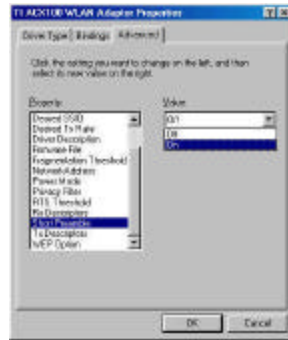 TI ACX100 WLAN Adapter Properties
Driver Type
Bindings
Advanced
Click the setting you want to change on the left, and then
select its new value on the right.
Property:
Value:
Desired SSID
Desired Tx Rate
Driver Description
Firmware File
Fragmentation Threshold
Network Address
Power Mode
Privacy Filter
RTS Threshold
Rx Descriptors
Short Preamble
Tx Descriptors
WEP Option
Off
On
OK
Cancel